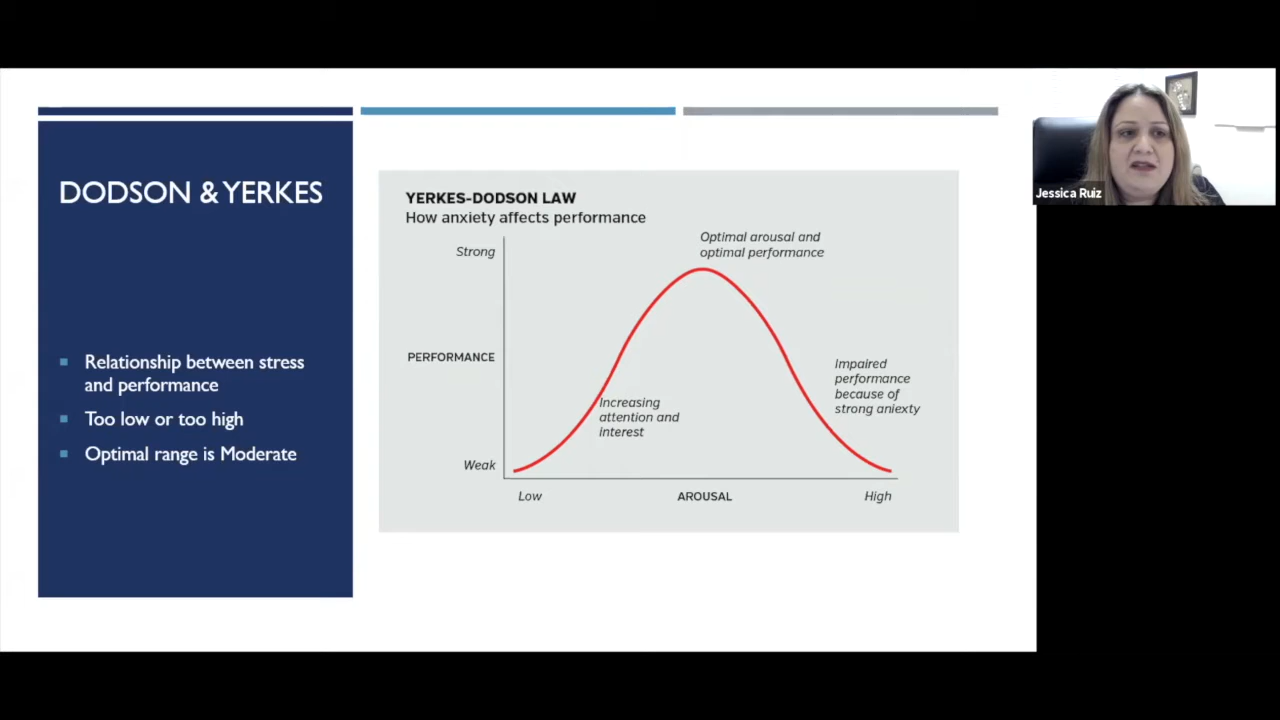 DODSON & YERKES
Relationship between stress
and performance
Too low or too high
Optimal range is Moderate
YERKES-DODSON LAW
How anxiety affects performance
Strong
Optimal arousal and
optimal performance
PERFORMANCE
Impaired
performance
because of
strong aniexty
Increasing
attention and
interest
Weak
Low
AROUSAL
High
Jessica Ruiz